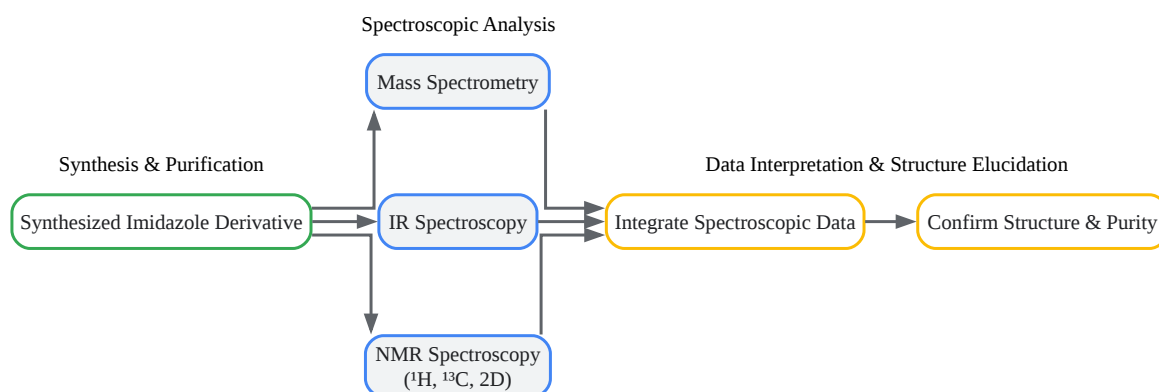 Spectroscopic Analysis
Mass Spectrometry
Synthesis & Purification
Data Interpretation & Structure Elucidation
Synthesized Imidazole Derivative
IR Spectroscopy
Integrate Spectroscopic Data
Confirm Structure & Purity
NMR Spectroscopy
(¹H, ¹³C, 2D)